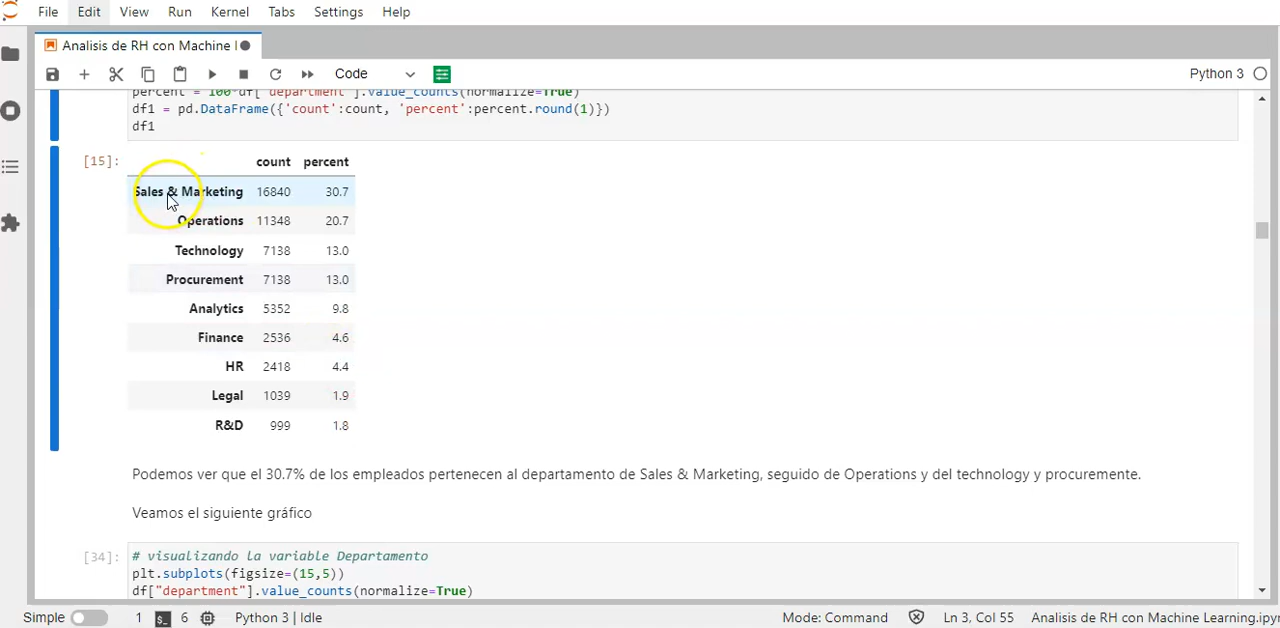 File Edit View Run Kernel Tabs Settings Help
Analisis de RH con Machine l
Code Python 3
percent = 100*df["department"].value_counts(normalize=True)
df1 = pd.DataFrame({'count':count, 'percent':percent.round(1)})
df1
[15]: count percent
Sales & Marketing 16840 30.7
Operations 11348 20.7
Technology 7138 13.0
Procurement 7138 13.0
Analytics 5352 9.8
Finance 2536 4.6
HR 2418 4.4
Legal 1039 1.9
R&D 999 1.8
Podemos ver que el 30.7% de los empleados pertenecen al departamento de Sales & Marketing, seguido de Operations y del technology y procuremente.
Veamos el siguiente gráfico
[34]: # visualizando la variable Departamento
plt.subplots(figsize=(15,5))
df["department"].value_counts(normalize=True)
Simple 1 6 Python 3 | Idle Mode: Command Ln 3, Col 55 Analisis de RH con Machine Learning.ipyn